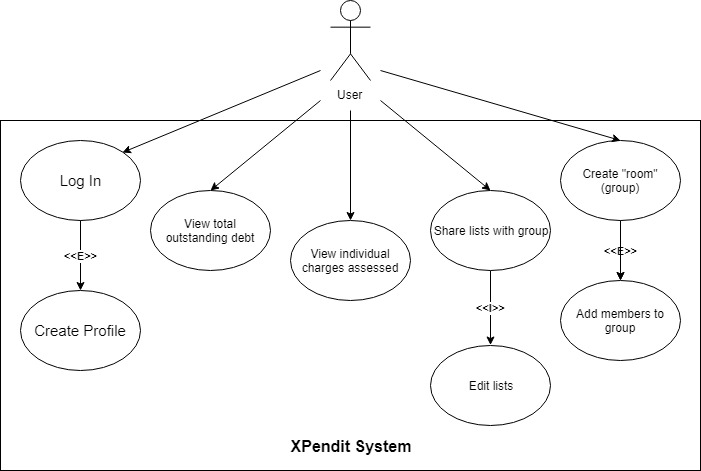 User
Log In
Create "room"
(group)
View total
outstanding debt
Share lists with group
View individual
charges assessed
<<E>>
<<E>>
Create Profile
<<I>>
Add members to
group
Edit lists
XPendit System